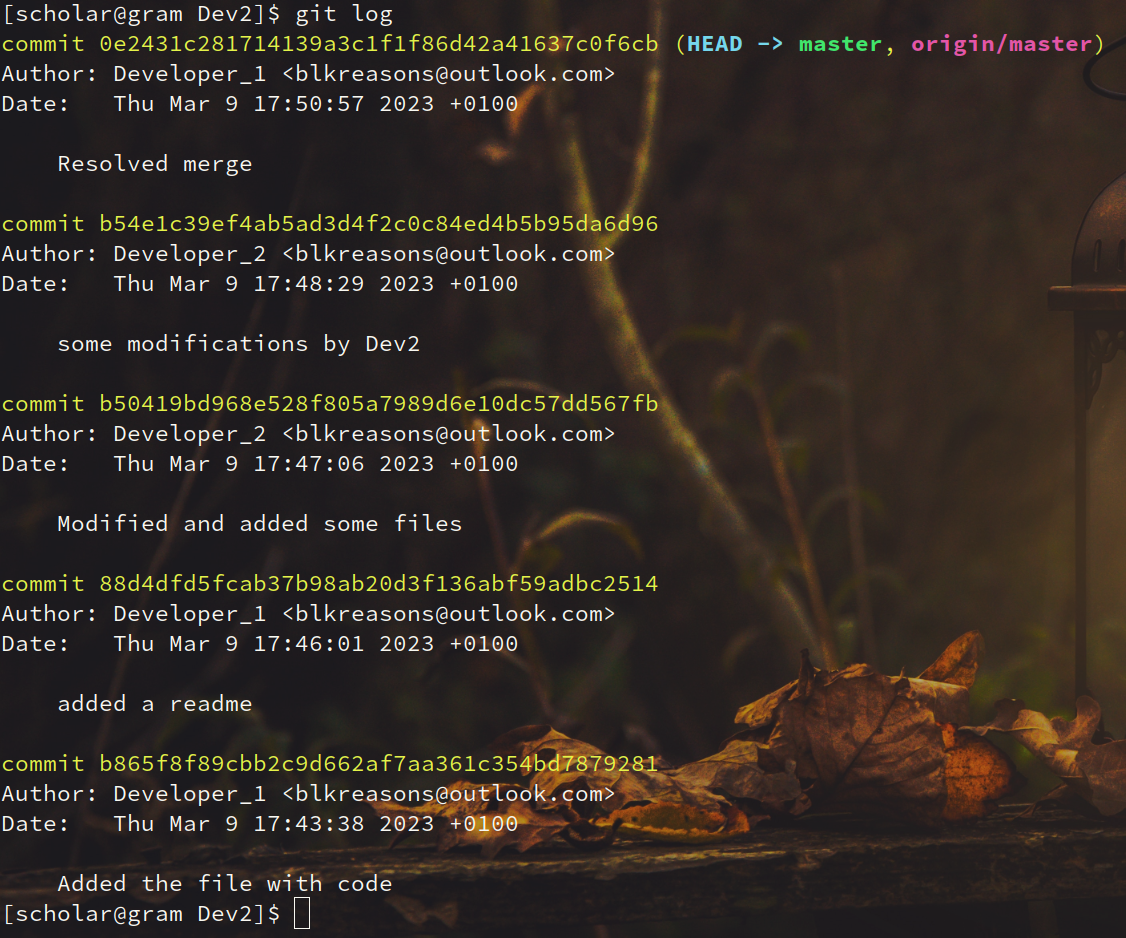 [scholar@gram Dev2]$ git log
commit 0e2431c281714139a3c1f1f86d42a41637c0f6cb (HEAD -> master, origin/master)
Author: Developer_1 <blkreasons@outlook.com>
Date:   Thu Mar 9 17:50:57 2023 +0100
Resolved merge
commit b54e1c39ef4ab5ad3d4f2c0c84ed4b5b95da6d96
Author: Developer_2 <blkreasons@outlook.com>
Date:   Thu Mar 9 17:48:29 2023 +0100
some modifications by Dev2
commit b50419bd968e528f805a7989d6e10dc57dd567fb
Author: Developer_2 <blkreasons@outlook.com>
Date:   Thu Mar 9 17:47:06 2023 +0100
Modified and added some files
commit 88d4dfd5fcab37b98ab20d3f136abf59adbc2514
Author: Developer_1 <blkreasons@outlook.com>
Date:   Thu Mar 9 17:46:01 2023 +0100
added a readme
commit b865f8f89cbb2c9d662af7aa361c354bd7879281
Author: Developer_1 <blkreasons@outlook.com>
Date:   Thu Mar 9 17:43:38 2023 +0100
Added the file with code
[scholar@gram Dev2]$